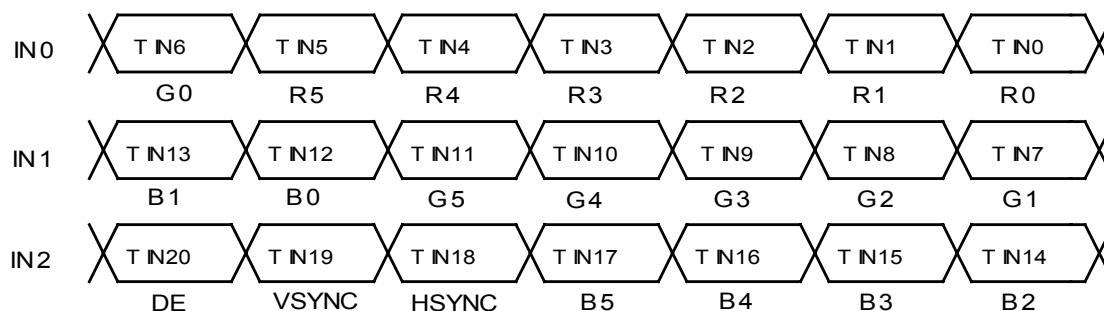 IN0 TIN6 TIN5 TIN4 TIN3 TIN2 TIN1 TIN0
G0 R5 R4 R3 R2 R1 R0
IN1 TIN13 TIN12 TIN11 TIN10 TIN9 TIN8 TIN7
B1 B0 G5 G4 G3 G2 G1
IN2 TIN20 TIN19 TIN18 TIN17 TIN16 TIN15 TIN14
DE VSYNC HSYNC B5 B4 B3 B2